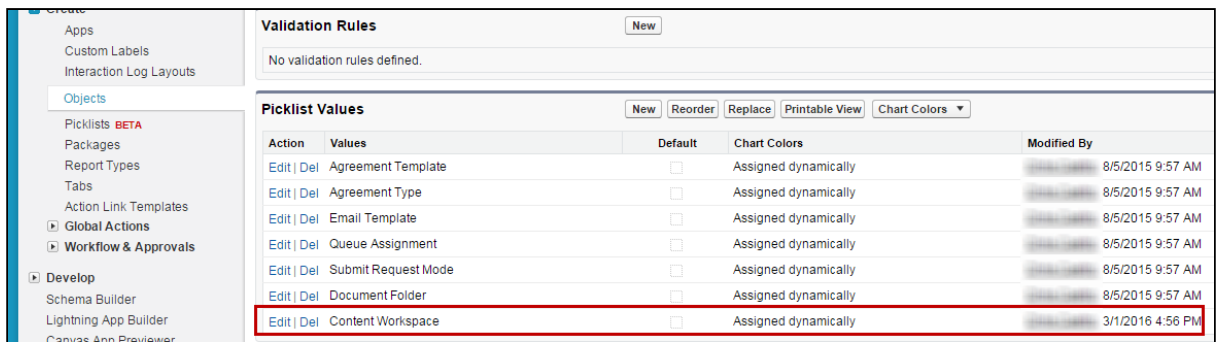 Create
Apps
Custom Labels
Interaction Log Layouts
Objects
Picklists BETA
Packages
Report Types
Tabs
Action Link Templates
Global Actions
Workflow & Approvals
Develop
Schema Builder
Lightning App Builder
Canvas App Previewer
Validation Rules New
No validation rules defined.
Picklist Values New Reorder Replace Printable View Chart Colors
Action Values Default Chart Colors Modified By
Edit | Del Agreement Template Assigned dynamically 8/5/2015 9:57 AM
Edit | Del Agreement Type Assigned dynamically 8/5/2015 9:57 AM
Edit | Del Email Template Assigned dynamically 8/5/2015 9:57 AM
Edit | Del Queue Assignment Assigned dynamically 8/5/2015 9:57 AM
Edit | Del Submit Request Mode Assigned dynamically 8/5/2015 9:57 AM
Edit | Del Document Folder Assigned dynamically 8/5/2015 9:57 AM
Edit | Del Content Workspace Assigned dynamically 3/1/2016 4:56 PM